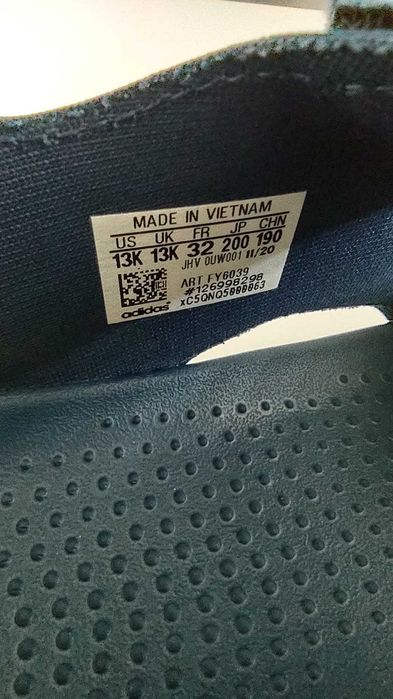 MADE IN VIETNAM
US UK FR JP CHN
13K 13K 32 200 190
JHV 0UW001 11/20
ART FY6039
#126998298
xC5QNQ5000063
adidas